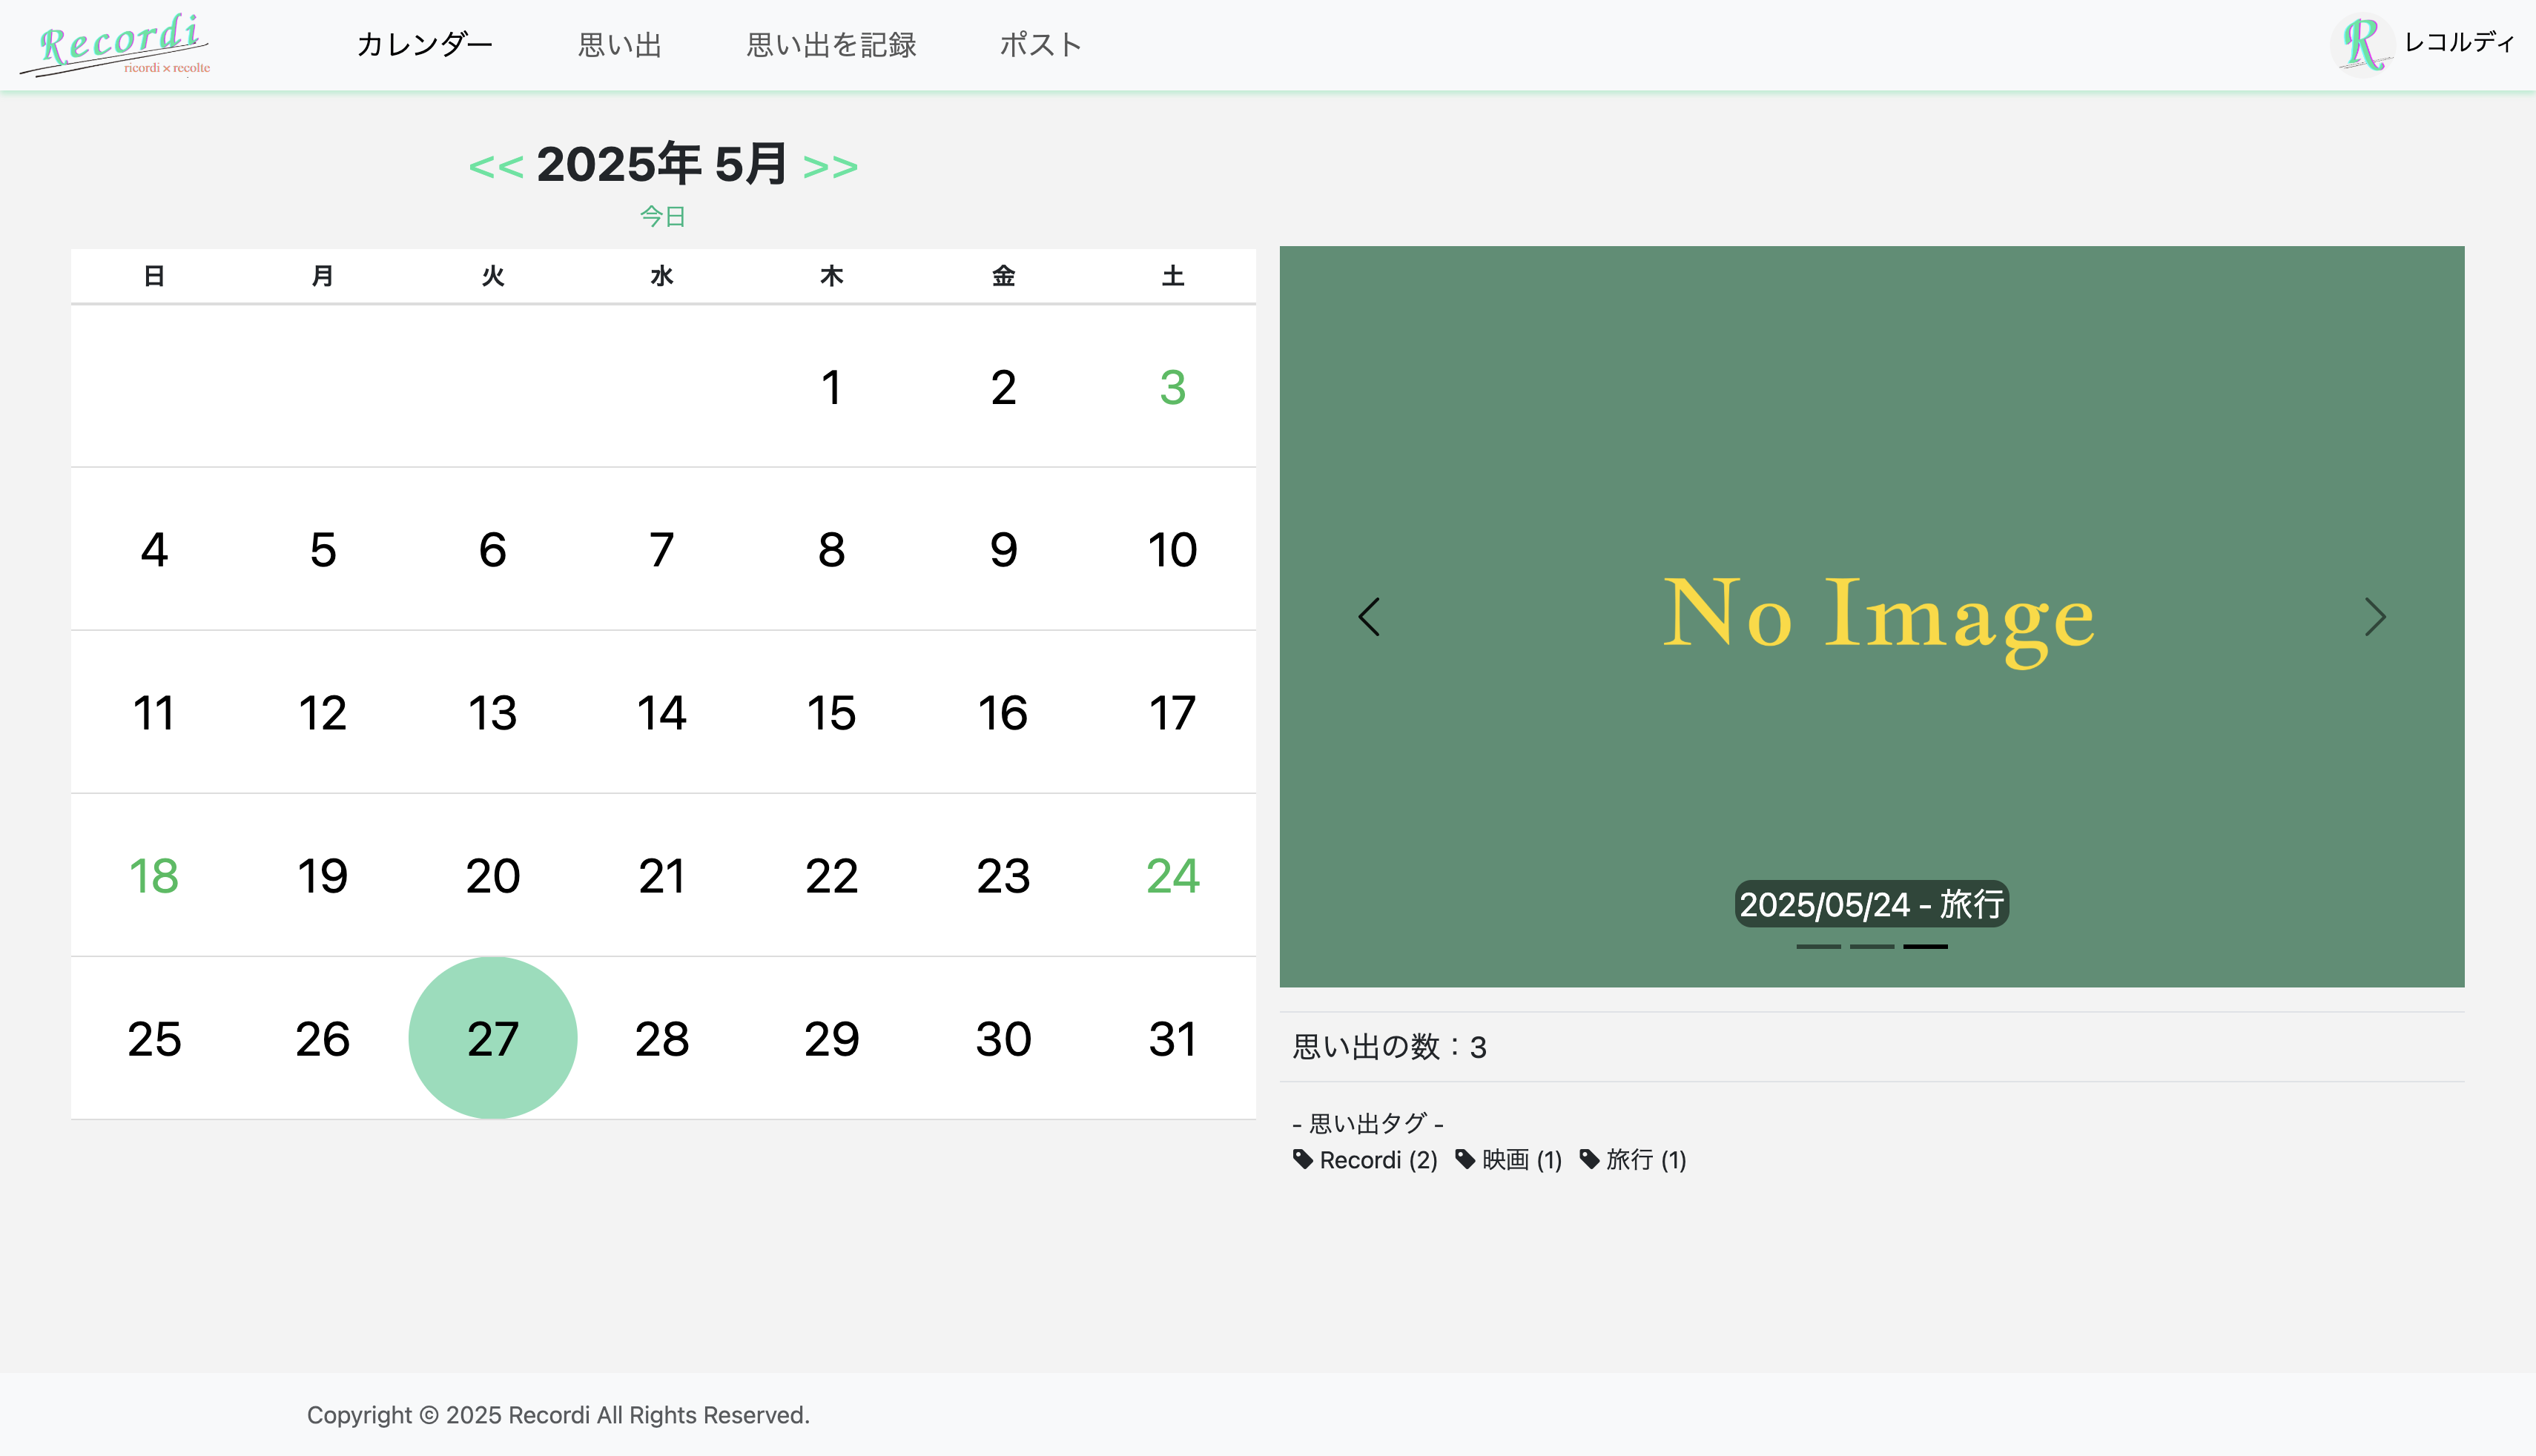 Recordi
ricordi × recolte
カレンダー 思い出 思い出を記録 ポスト
R レコルディ
<< 2025年 5月 >>
今日
日 月 火 水 木 金 土
1 2 3
4 5 6 7 8 9 10
11 12 13 14 15 16 17
18 19 20 21 22 23 24
25 26 27 28 29 30 31
No Image
2025/05/24 - 旅行
思い出の数：3
- 思い出タグ -
Recordi (2) 映画 (1) 旅行 (1)
Copyright © 2025 Recordi All Rights Reserved.